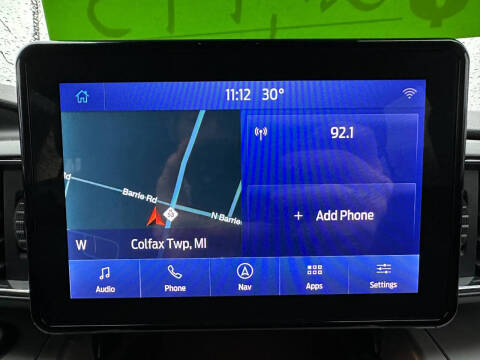 11:12 30°
92.1
Barrie Rd
N Barrie
Add Phone
W Colfax Twp, MI
Audio Phone Nav Apps Settings